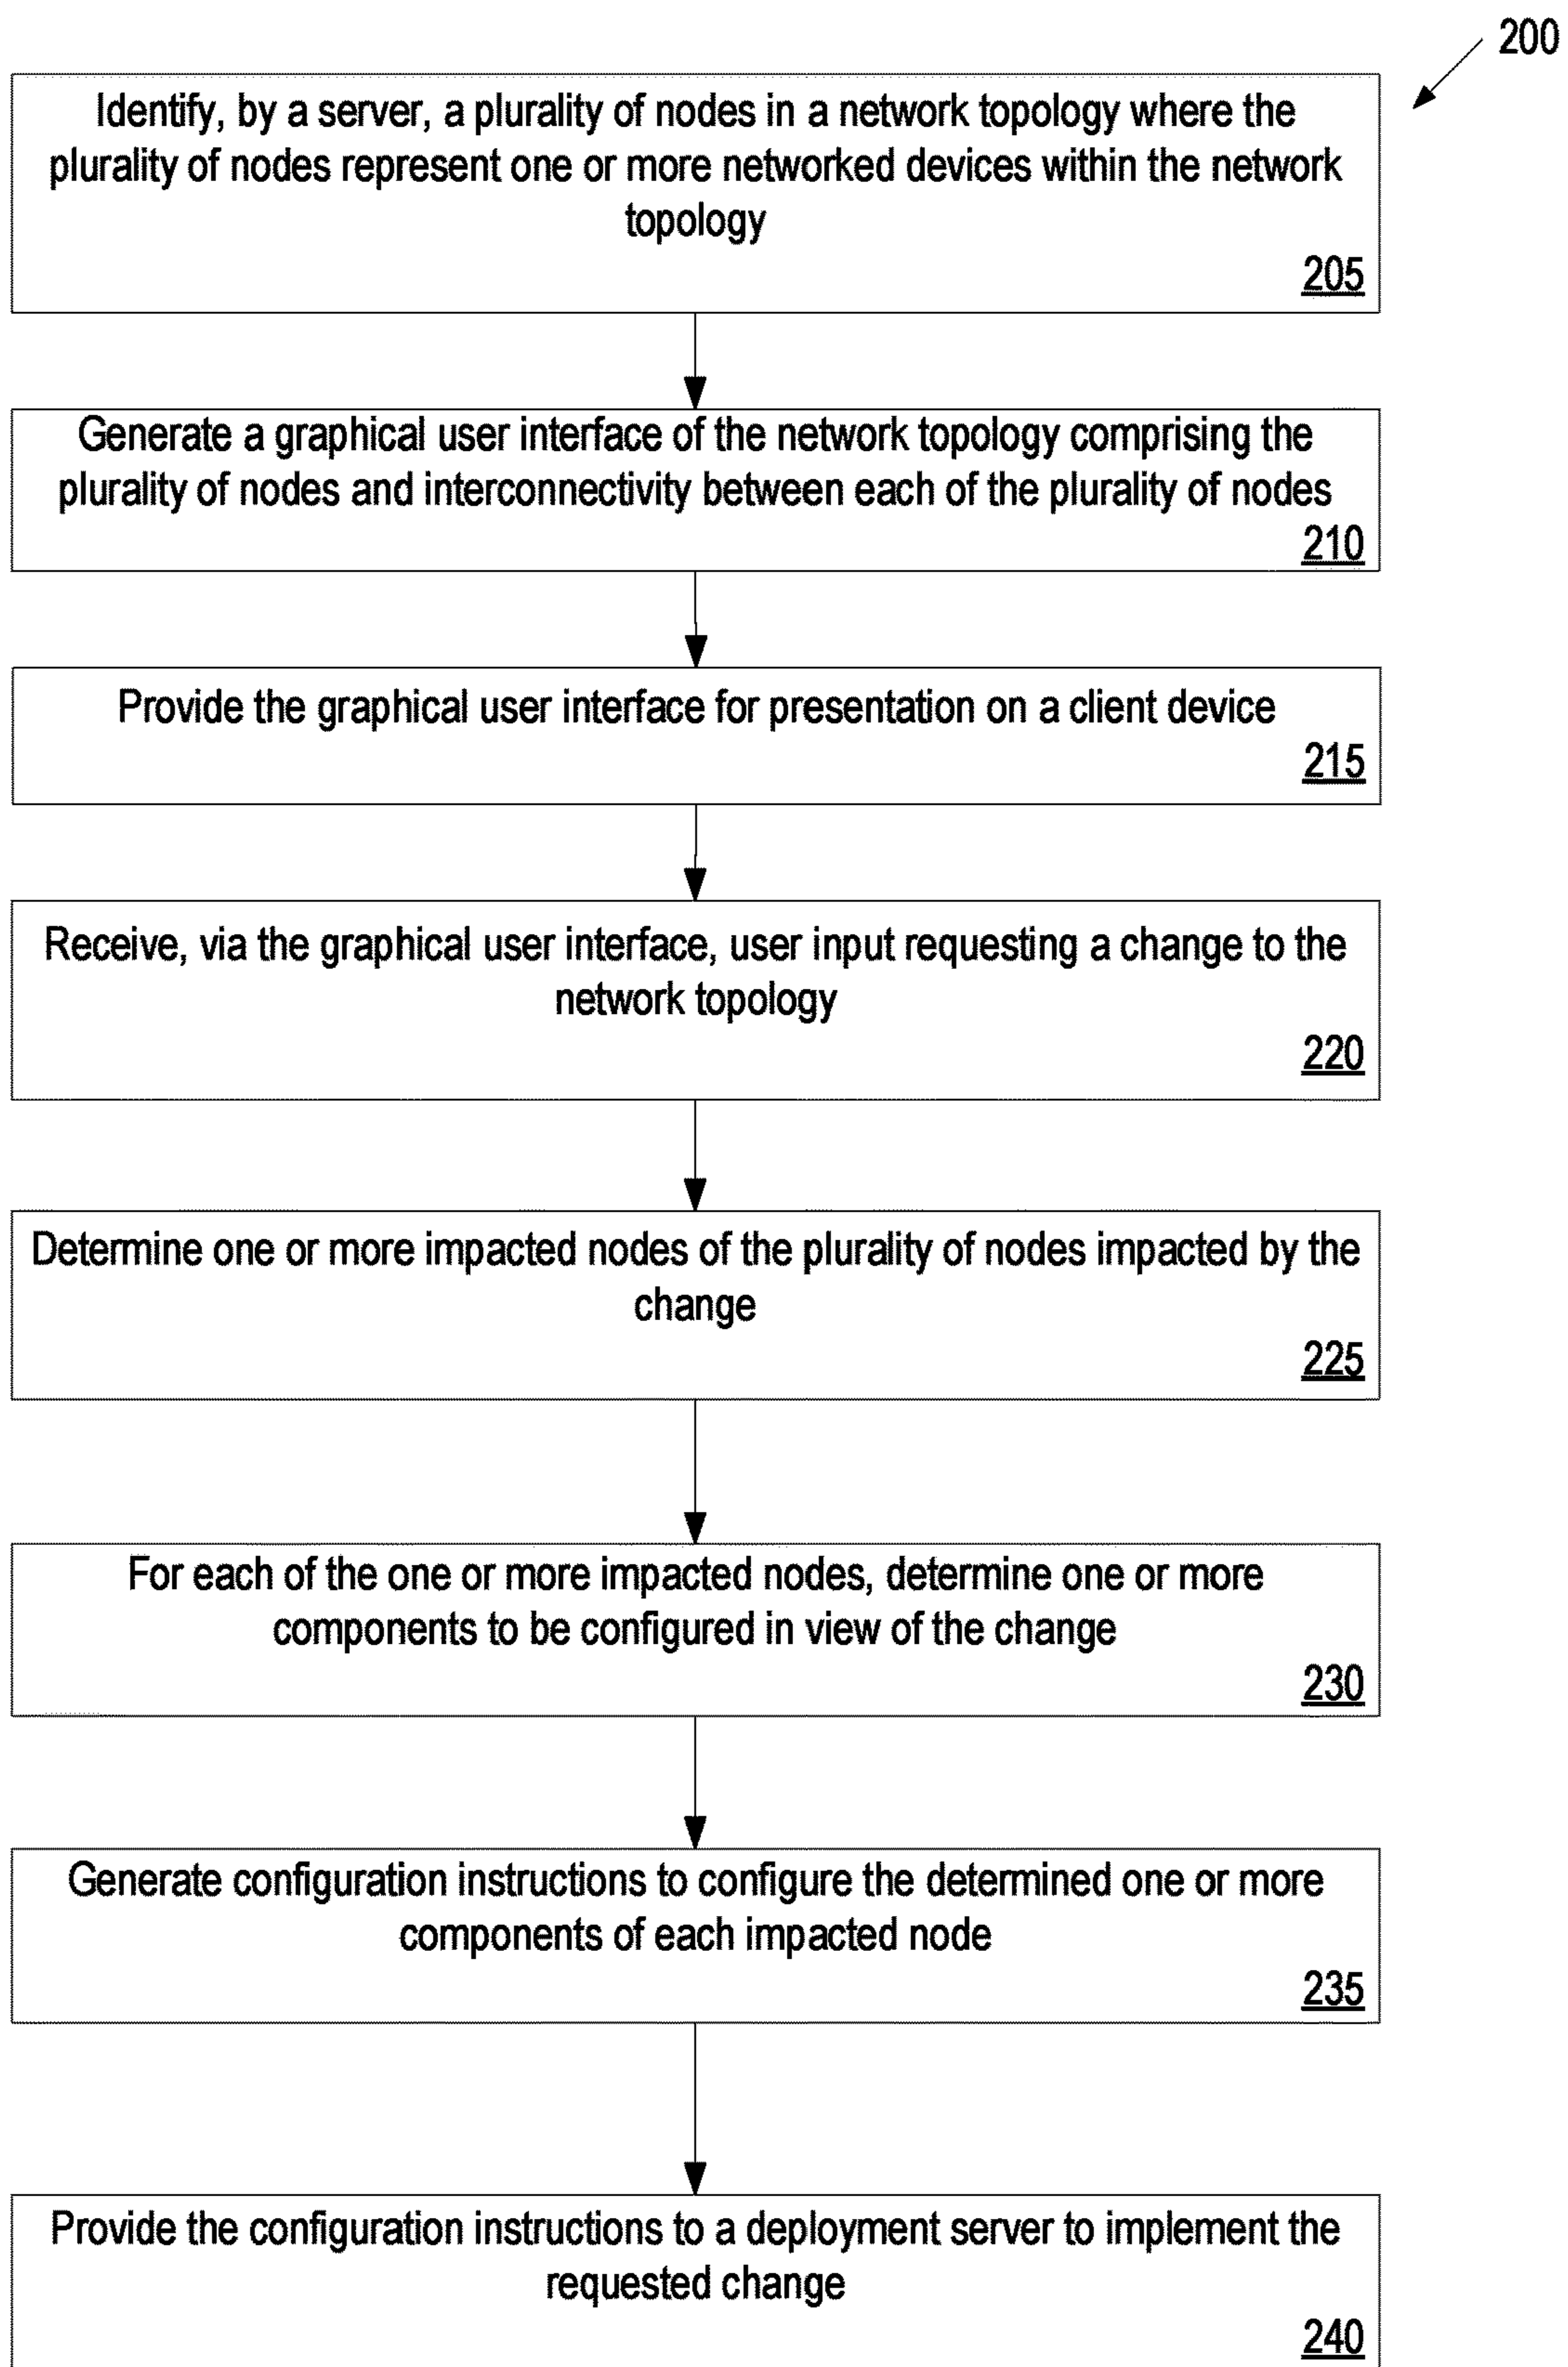 200
Identify, by a server, a plurality of nodes in a network topology where the
plurality of nodes represent one or more networked devices within the network
topology
205
Generate a graphical user interface of the network topology comprising the
plurality of nodes and interconnectivity between each of the plurality of nodes
210
Provide the graphical user interface for presentation on a client device
215
Receive, via the graphical user interface, user input requesting a change to the
network topology
220
Determine one or more impacted nodes of the plurality of nodes impacted by the
change
225
For each of the one or more impacted nodes, determine one or more
components to be configured in view of the change
230
Generate configuration instructions to configure the determined one or more
components of each impacted node
235
Provide the configuration instructions to a deployment server to implement the
requested change
240